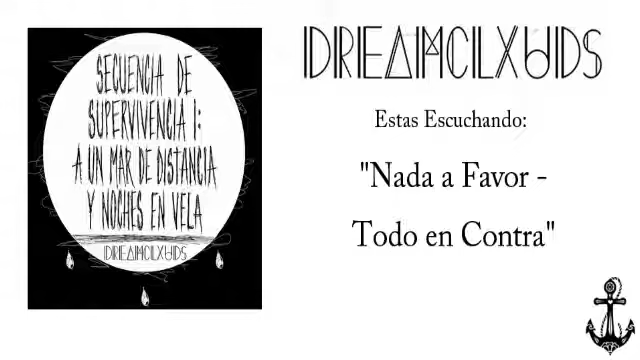 SECUENCIA DE
SUPERVIVENCIA I:
A UN MAR DE DISTANCIA
Y NOCHES EN VELA
DREAMCLXUDS
DREAMCLXUDS
Estas Escuchando:
"Nada a Favor -
Todo en Contra"